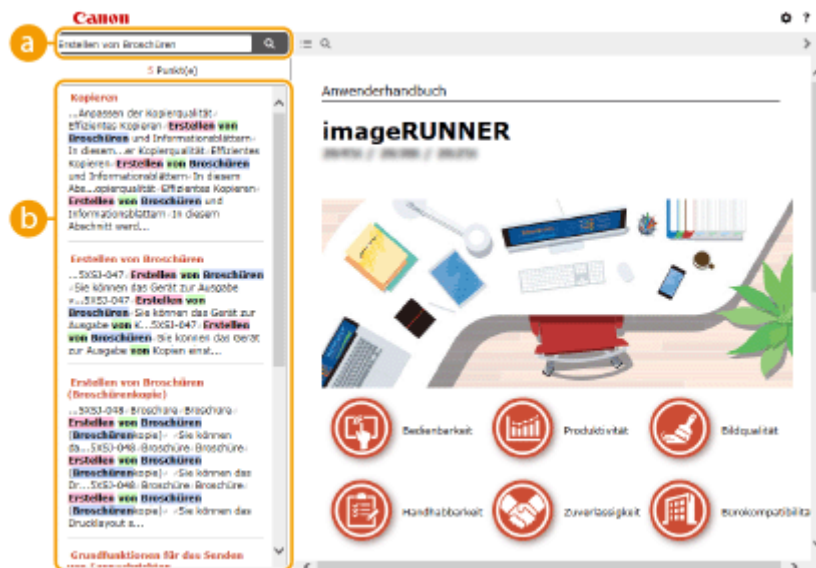 Canon
?
a
Erstellen von Broschüren
5 Punkt(e)
b
Kopieren
...Anpassen der Kopierqualität
Effizientes Kopieren Erstellen von
Broschüren und Informationsblättern
In diesem...er Kopierqualität Effizientes
Kopieren Erstellen von Broschüren
und Informationsblättern In diesem
Abs...opierqualität Effizientes Kopieren
Erstellen von Broschüren und
Informationsblättern In diesem
Abschnitt werd...
Erstellen von Broschüren
...5XSJ-047 Erstellen von Broschüren
Sie können das Gerät zur Ausgabe
v...5XSJ-047 Erstellen von
Broschüren Sie können das Gerät zur
Ausgabe von K...5XSJ-047 Erstellen
von Broschüren Sie können das Gerät
zur Ausgabe von Kopien einst...
Erstellen von Broschüren
(Broschürenkopie)
...5XSJ-048 Broschüre Broschüre
Erstellen von Broschüren
(Broschürenkopie) Sie können
da...5XSJ-048 Broschüre Broschüre
Erstellen von Broschüren
(Broschürenkopie) Sie können das
Dr...5XSJ-048 Broschüre Broschüre
Erstellen von Broschüren
(Broschürenkopie) Sie können das
Drucklayout s...
Grundfunktionen für das Senden
von
Anwenderhandbuch
imageRUNNER
Bedienbarkeit
Produktivität
Bildqualität
Handhabbarkeit
Zuverlässigkeit
Bürokompatibilitä